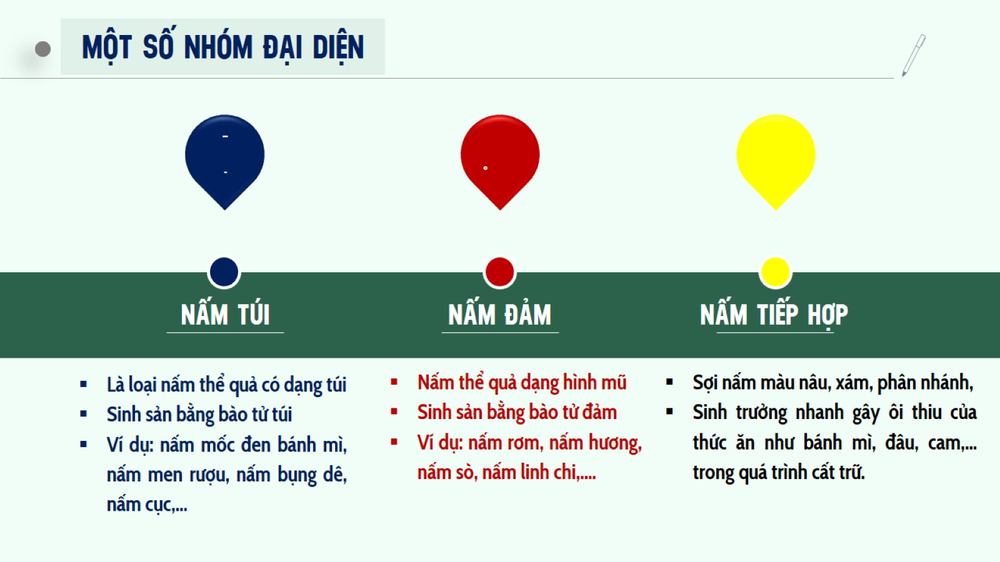 MỘT SỐ NHÓM ĐẠI DIỆN
NẤM TÚI
NẤM ĐẢM
NẤM TIẾP HỢP
▪ Là loại nấm thể quả có dạng túi
▪ Sinh sản bằng bào tử túi
▪ Ví dụ: nấm mốc đen bánh mì,
nấm men rượu, nấm bụng dê,
nấm cục,...
▪ Nấm thể quả dạng hình mũ
▪ Sinh sản bằng bào tử đảm
▪ Ví dụ: nấm rơm, nấm hương,
nấm sò, nấm linh chi,....
▪ Sợi nấm màu nâu, xám, phân nhánh,
▪ Sinh trưởng nhanh gây ôi thiu của
thức ăn như bánh mì, đâu, cam,...
trong quá trình cất trữ.